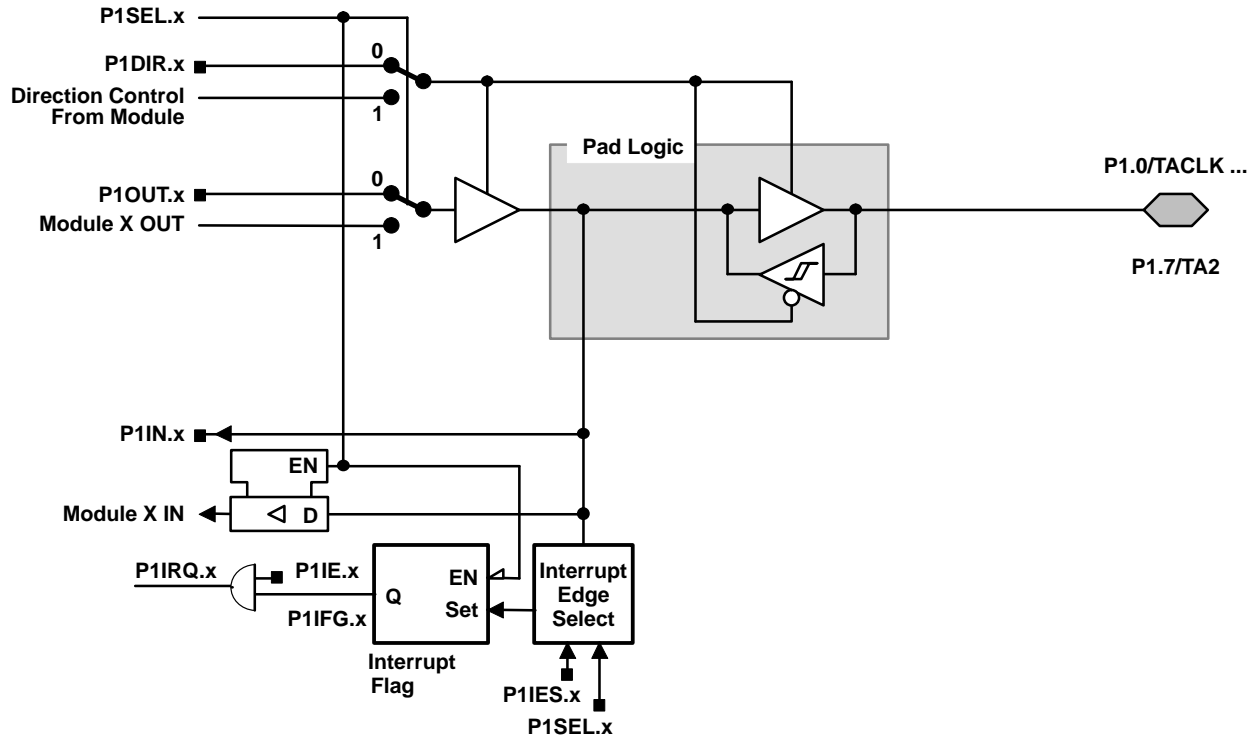 P1SEL.x
P1DIR.x
0
Direction Control
From Module
1
Pad Logic
P1OUT.x
0
Module X OUT
1
P1.0/TACLK ...
P1.7/TA2
P1IN.x
EN
Module X IN
D
P1IRQ.x
P1IE.x
P1IFG.x
Q
EN
Set
Interrupt
Edge
Select
Interrupt
Flag
P1IES.x
P1SEL.x